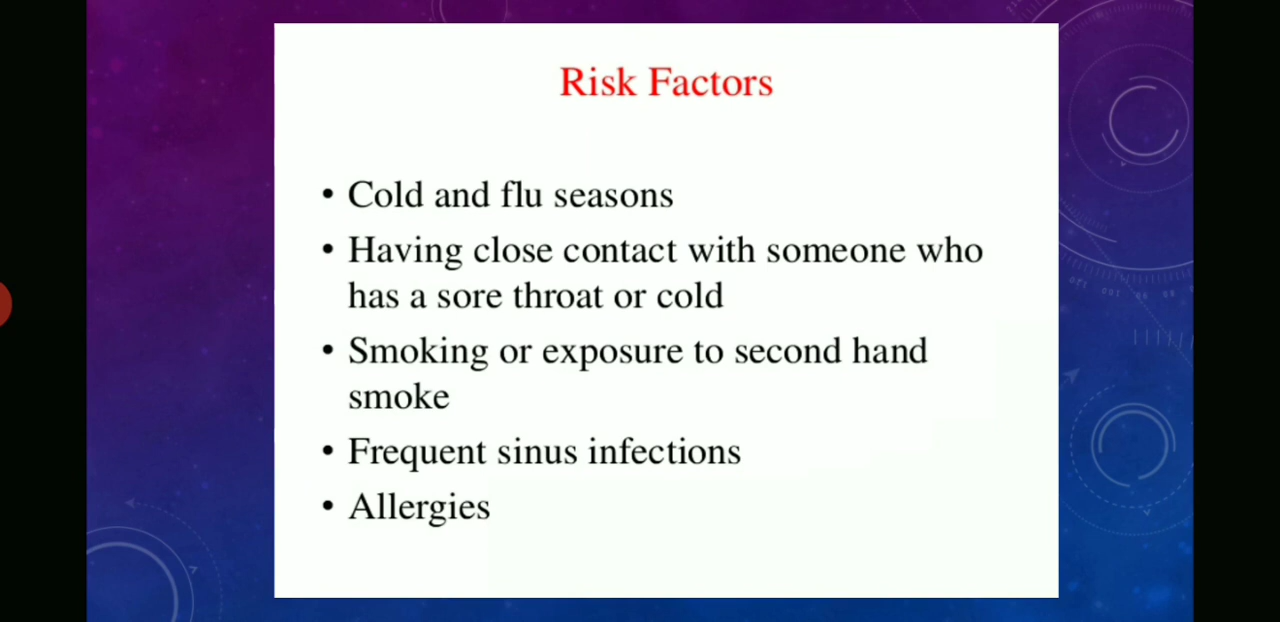 Risk Factors
• Cold and flu seasons
• Having close contact with someone who
has a sore throat or cold
• Smoking or exposure to second hand
smoke
• Frequent sinus infections
• Allergies